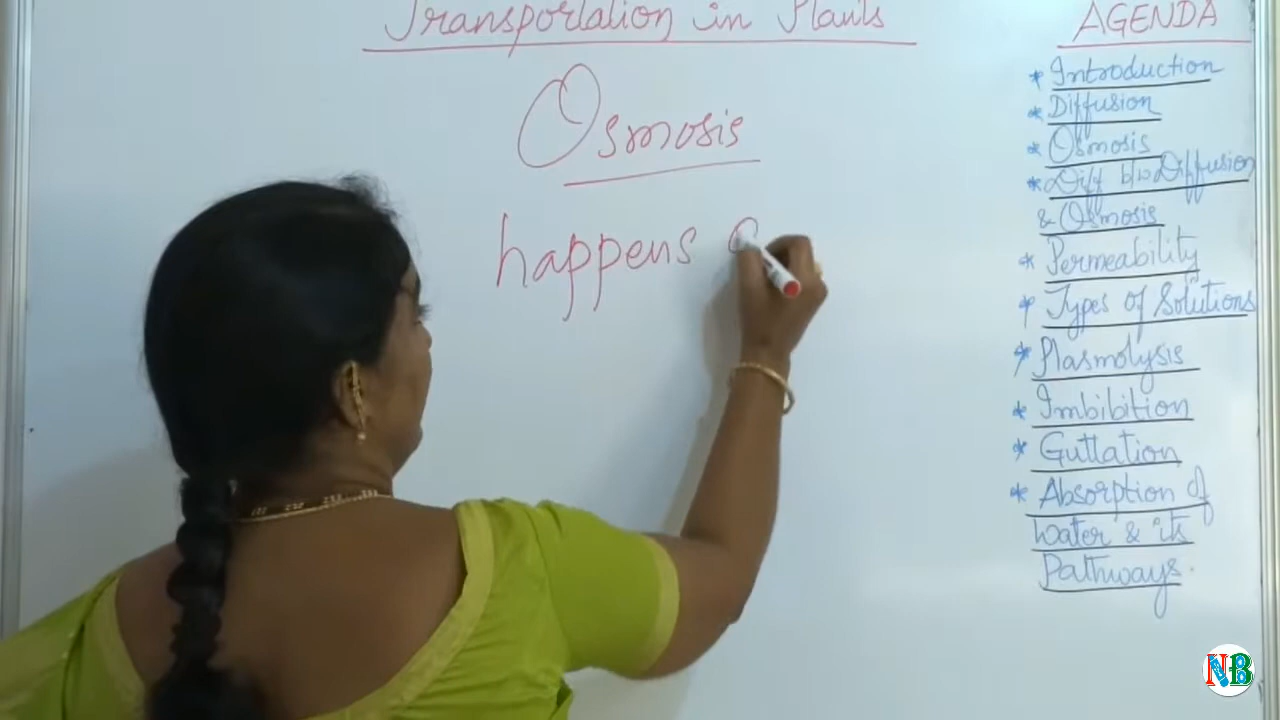 Transportation in Plants
Osmosis
happens
AGENDA
* Introduction
* Diffusion
* Osmosis
* Diff b/w Diffusion
& Osmosis
* Permeability
* Types of Solutions
* Plasmolysis
* Imbibition
* Guttation
* Absorption of
Water & its
Pathways.
NB